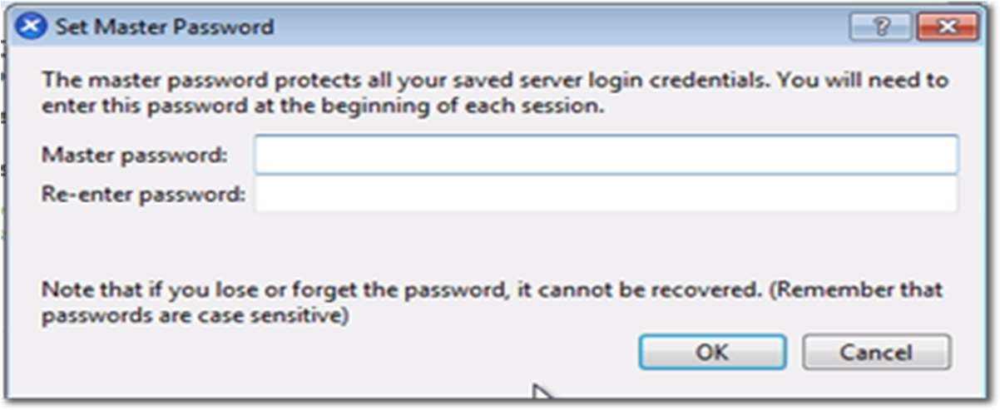 Set Master Password
?
The master password protects all your saved server login credentials. You will need to
enter this password at the beginning of each session.
Master password:
Re-enter password:
Note that if you lose or forget the password, it cannot be recovered. (Remember that
passwords are case sensitive)
OK Cancel